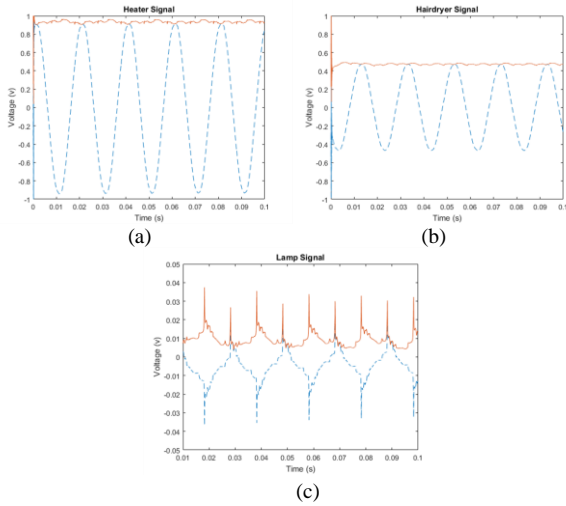 Heater Signal
Voltage (v)
1
0.8
0.6
0.4
0.2
0
-0.2
-0.4
-0.6
-0.8
-1
0 0.01 0.02 0.03 0.04 0.05 0.06 0.07 0.08 0.09 0.1
Time (s)
(a)
Hairdryer Signal
Voltage (v)
1
0.8
0.6
0.4
0.2
0
-0.2
-0.4
-0.6
-0.8
-1
0 0.01 0.02 0.03 0.04 0.05 0.06 0.07 0.08 0.09 0.1
Time (s)
(b)
Lamp Signal
Voltage (v)
0.05
0.04
0.03
0.02
0.01
0
-0.01
-0.02
-0.03
-0.04
-0.05
0.01 0.02 0.03 0.04 0.05 0.06 0.07 0.08 0.09 0.1
Time (s)
(c)